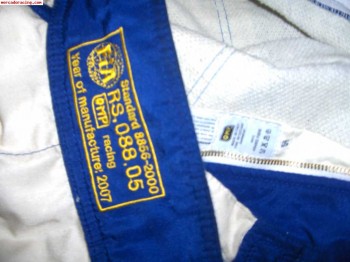 mercadoracing.com
FIA
Standard 8856-2000
RS.088.05
OMP racing
Year of manufacture: 2007